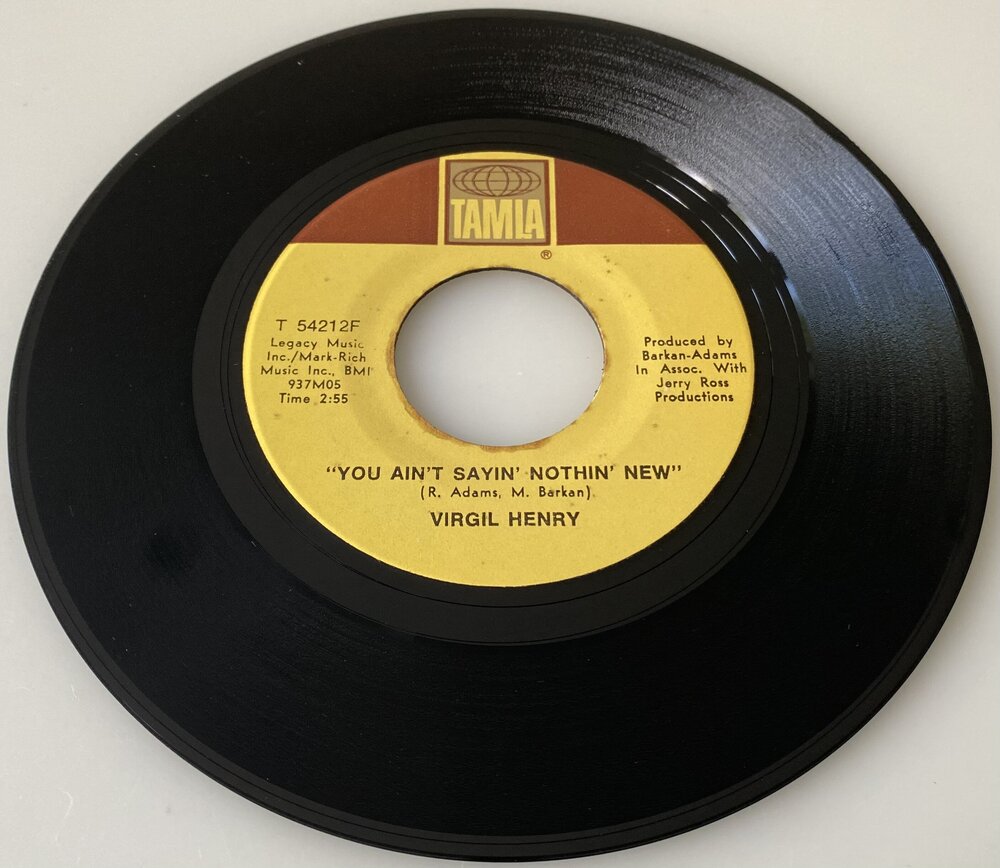 TAMLA
®
T 54212F
Legacy Music
Inc./Mark-Rich
Music Inc., BMI
937M05
Time 2:55
Produced by
Barkan-Adams
In Assoc. With
Jerry Ross
Productions
"YOU AIN'T SAYIN' NOTHIN' NEW"
(R. Adams, M. Barkan)
VIRGIL HENRY